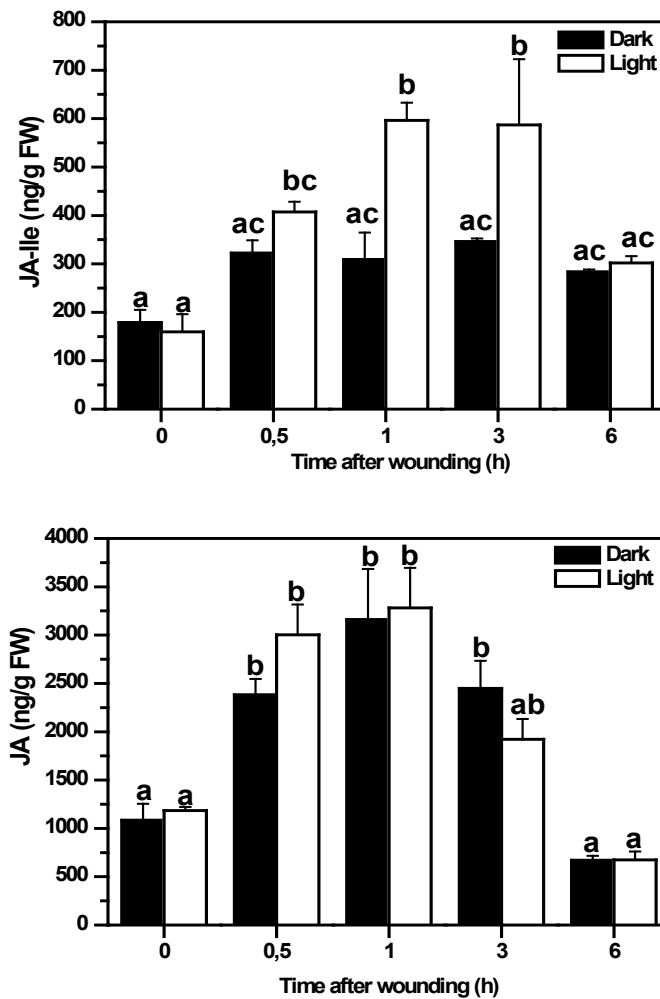 800
700
600
500
400
300
200
100
0
JA-Ile (ng/g FW)
Dark
Light
a a ac bc ac b ac b ac ac
0 0,5 1 3 6
Time after wounding (h)
4000
3500
3000
2500
2000
1500
1000
500
0
JA (ng/g FW)
Dark
Light
a a b b b b b ab a a
0 0,5 1 3 6
Time after wounding (h)